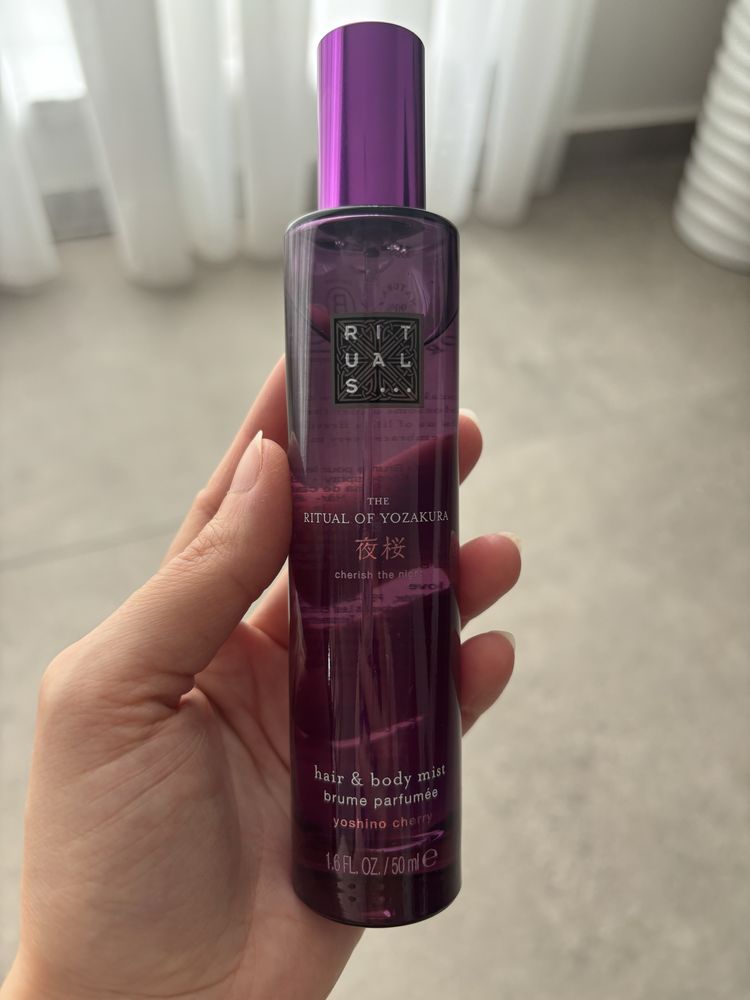 RIT
UAL
S...
THE
RITUAL OF YOZAKURA
夜桜
cherish the night
hair & body mist
brume parfumée
yoshino cherry
1.6 FL. OZ. / 50 ml ℮